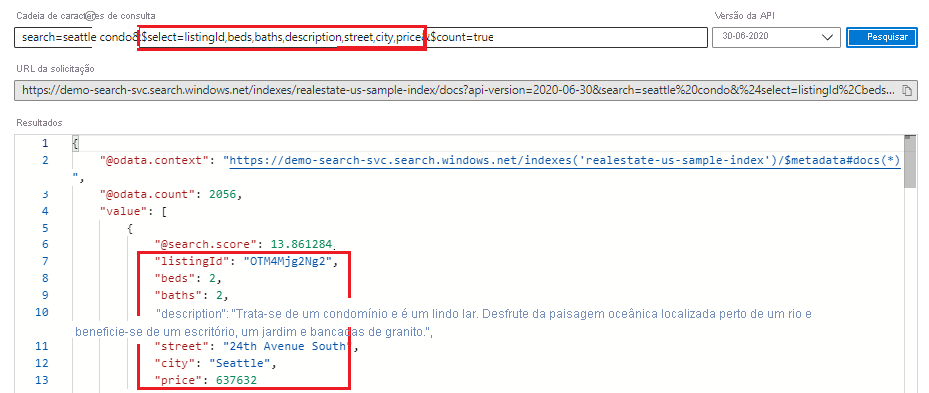 Cadeia de caracteres de consulta
Versão da API
search=seattle condo&$select=listingId,beds,baths,description,street,city,price&$count=true
30-06-2020
Pesquisar
URL da solicitação
https://demo-search-svc.search.windows.net/indexes/realestate-us-sample-index/docs?api-version=2020-06-30&search=seattle%20condo&%24select=listingId%2Cbeds...
Resultados
1 {
2 "@odata.context": "https://demo-search-svc.search.windows.net/indexes('realestate-us-sample-index')/$metadata#docs(*)
",
3 "@odata.count": 2056,
4 "value": [
5 {
6 "@search.score": 13.861284,
7 "listingId": "OTM4Mjg2Ng2",
8 "beds": 2,
9 "baths": 2,
10 "description": "Trata-se de um condomínio e é um lindo lar. Desfrute da paisagem oceânica localizada perto de um rio e
beneficie-se de um escritório, um jardim e bancadas de granito.",
11 "street": "24th Avenue South",
12 "city": "Seattle",
13 "price": 637632